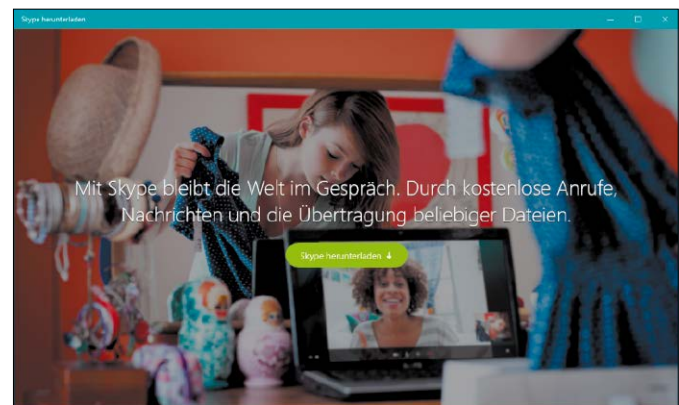 Skype herunterladen
Mit Skype bleibt die Welt im Gespräch. Durch kostenlose Anrufe,
Nachrichten und die Übertragung beliebiger Dateien.
Skype herunterladen ↓